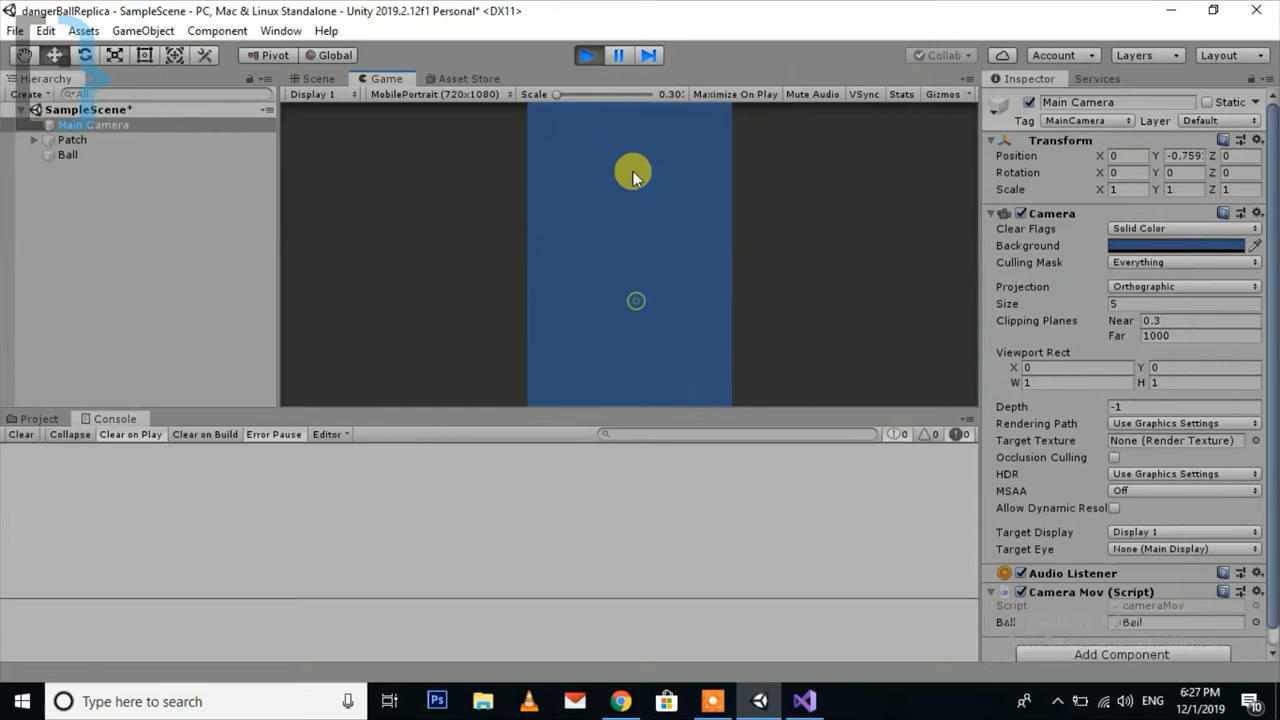 dangerBallReplica - SampleScene - PC, Mac & Linux Standalone - Unity 2019.2.12f1 Personal* <DX11>
File Edit Assets GameObject Component Window Help
Pivot Global Collab Account Layers Layout
Hierarchy Scene Game Asset Store Inspector Services
Create All Display 1 MobilePortrait (720x1080) Scale 0.30 Maximize On Play Mute Audio VSync Stats Gizmos
SampleScene*
Main Camera
Patch
Ball
Main Camera Static
Tag MainCamera Layer Default
Transform
Position X 0 Y -0.759 Z 0
Rotation X 0 Y 0 Z 0
Scale X 1 Y 1 Z 1
Camera
Clear Flags Solid Color
Background
Culling Mask Everything
Projection Orthographic
Size 5
Clipping Planes Near 0.3
Far 1000
Viewport Rect
X 0 Y 0
W 1 H 1
Depth -1
Rendering Path Use Graphics Settings
Target Texture None (Render Texture)
Occlusion Culling
HDR Use Graphics Settings
MSAA Off
Allow Dynamic Resol
Target Display Display 1
Target Eye None (Main Display)
Audio Listener
Camera Mov (Script)
Script cameraMov
Ball Ball
Add Component
Project Console
Clear Collapse Clear on Play Clear on Build Error Pause Editor 0 0 0
Type here to search
Ps
ENG
6:27 PM
12/1/2019
10